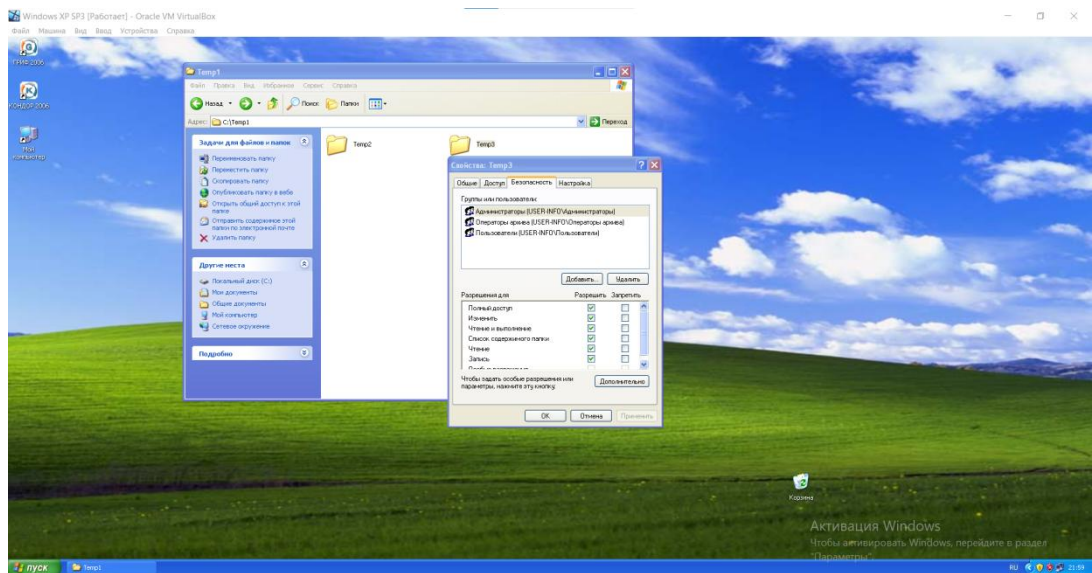 Windows XP SP3 [Работает] - Oracle VM VirtualBox
Файл Машина Вид Ввод Устройства Справка
ГРИФ 2006
КОНДОР 2006
Мой
компьютер
Temp1
Файл Правка Вид Избранное Сервис Справка
Назад Поиск Папки
Адрес: C:\Temp1 Переход
Задачи для файлов и папок
Переименовать папку
Переместить папку
Скопировать папку
Опубликовать папку в вебе
Открыть общий доступ к этой
папке
Отправить содержимое этой
папки по электронной почте
Удалить папку
Другие места
Локальный диск (C:)
Мои документы
Общие документы
Мой компьютер
Сетевое окружение
Подробно
Temp2
Temp3
Свойства: Temp3
Общие Доступ Безопасность Настройка
Группы или пользователи:
Администраторы (USER-INFO\Администраторы)
Операторы архива (USER-INFO\Операторы архива)
Пользователи (USER-INFO\Пользователи)
Добавить... Удалить
Разрешения для Разрешить Запретить
Полный доступ
Изменить
Чтение и выполнение
Список содержимого папки
Чтение
Запись
Чтобы задать особые разрешения или
параметры, нажмите эту кнопку.
Дополнительно
ОК Отмена Применить
Корзина
Активация Windows
Чтобы активировать Windows, перейдите в раздел
"Параметры".
пуск Temp1 RU 21:59